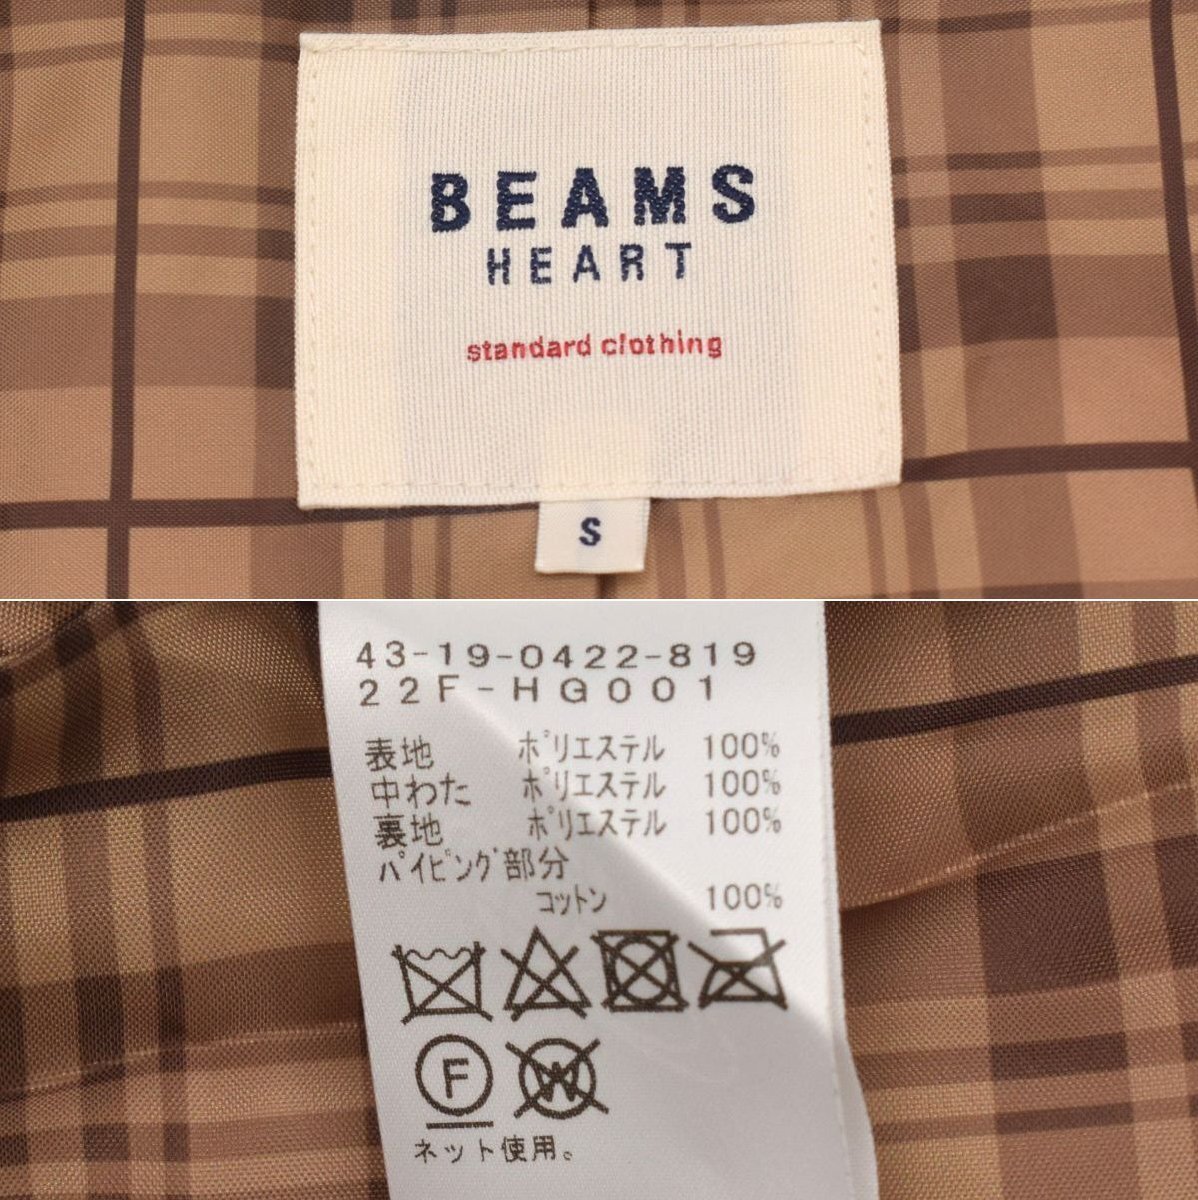 BEAMS
HEART
standard clothing
S
43-19-0422-819
22F-HG001
表地 ポリエステル 100%
中わた ポリエステル 100%
裏地 ポリエステル 100%
パイピング部分
コットン 100%
F W
ネット使用。